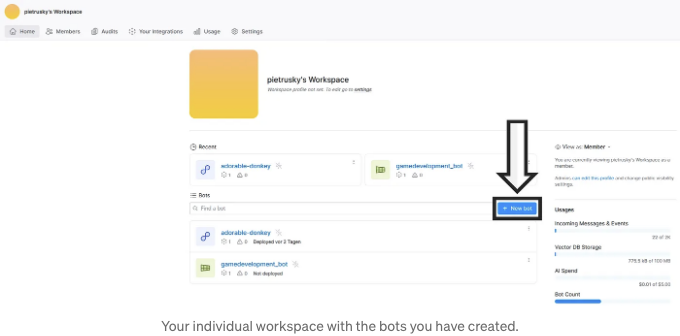 pietrusky's Workspace
Home Members Audits Your Integrations Usage Settings
pietrusky's Workspace
Workspace profile not set. To edit go to settings
Recent
adorable-donkey
1 0
gamedevelopment_bot
1 0
Bots
Find a bot
+ New bot
adorable-donkey
1 0 Deployed vor 2 Tagen
gamedevelopment_bot
1 0 Not deployed
View as: Member
You are currently viewing pietrusky's Workspace as a
member.
Admins can edit this profile and change public visibility
settings.
Usages
Incoming Messages & Events
of 2K
Vector DB Storage
775.5 kB of 100 MB
AI Spend
$0.01 of $5.00
Bot Count
Your individual workspace with the bots you have created.